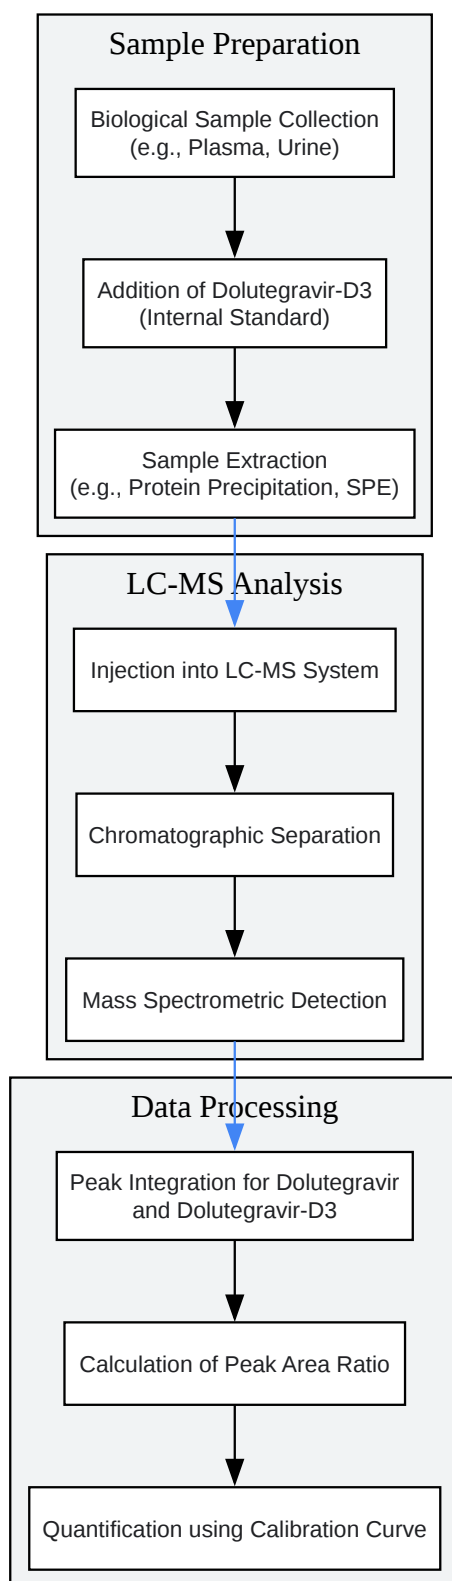 Sample Preparation
Biological Sample Collection
(e.g., Plasma, Urine)
Addition of Dolutegravir-D3
(Internal Standard)
Sample Extraction
(e.g., Protein Precipitation, SPE)
LC-MS Analysis
Injection into LC-MS System
Chromatographic Separation
Mass Spectrometric Detection
Data Processing
Peak Integration for Dolutegravir
and Dolutegravir-D3
Calculation of Peak Area Ratio
Quantification using Calibration Curve